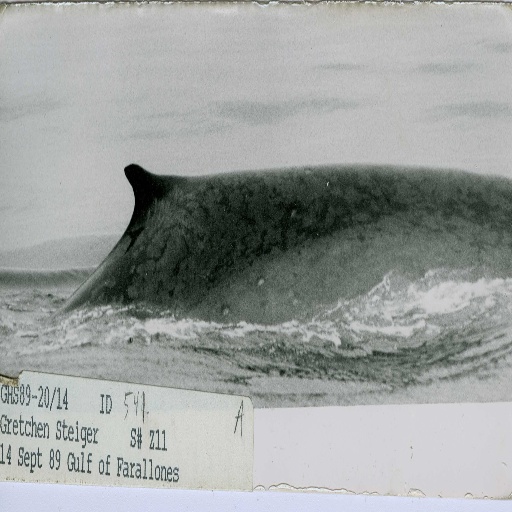 GHS89-20/14 ID 541 A
Gretchen Steiger S# Z11
14 Sept 89 Gulf of Farallones